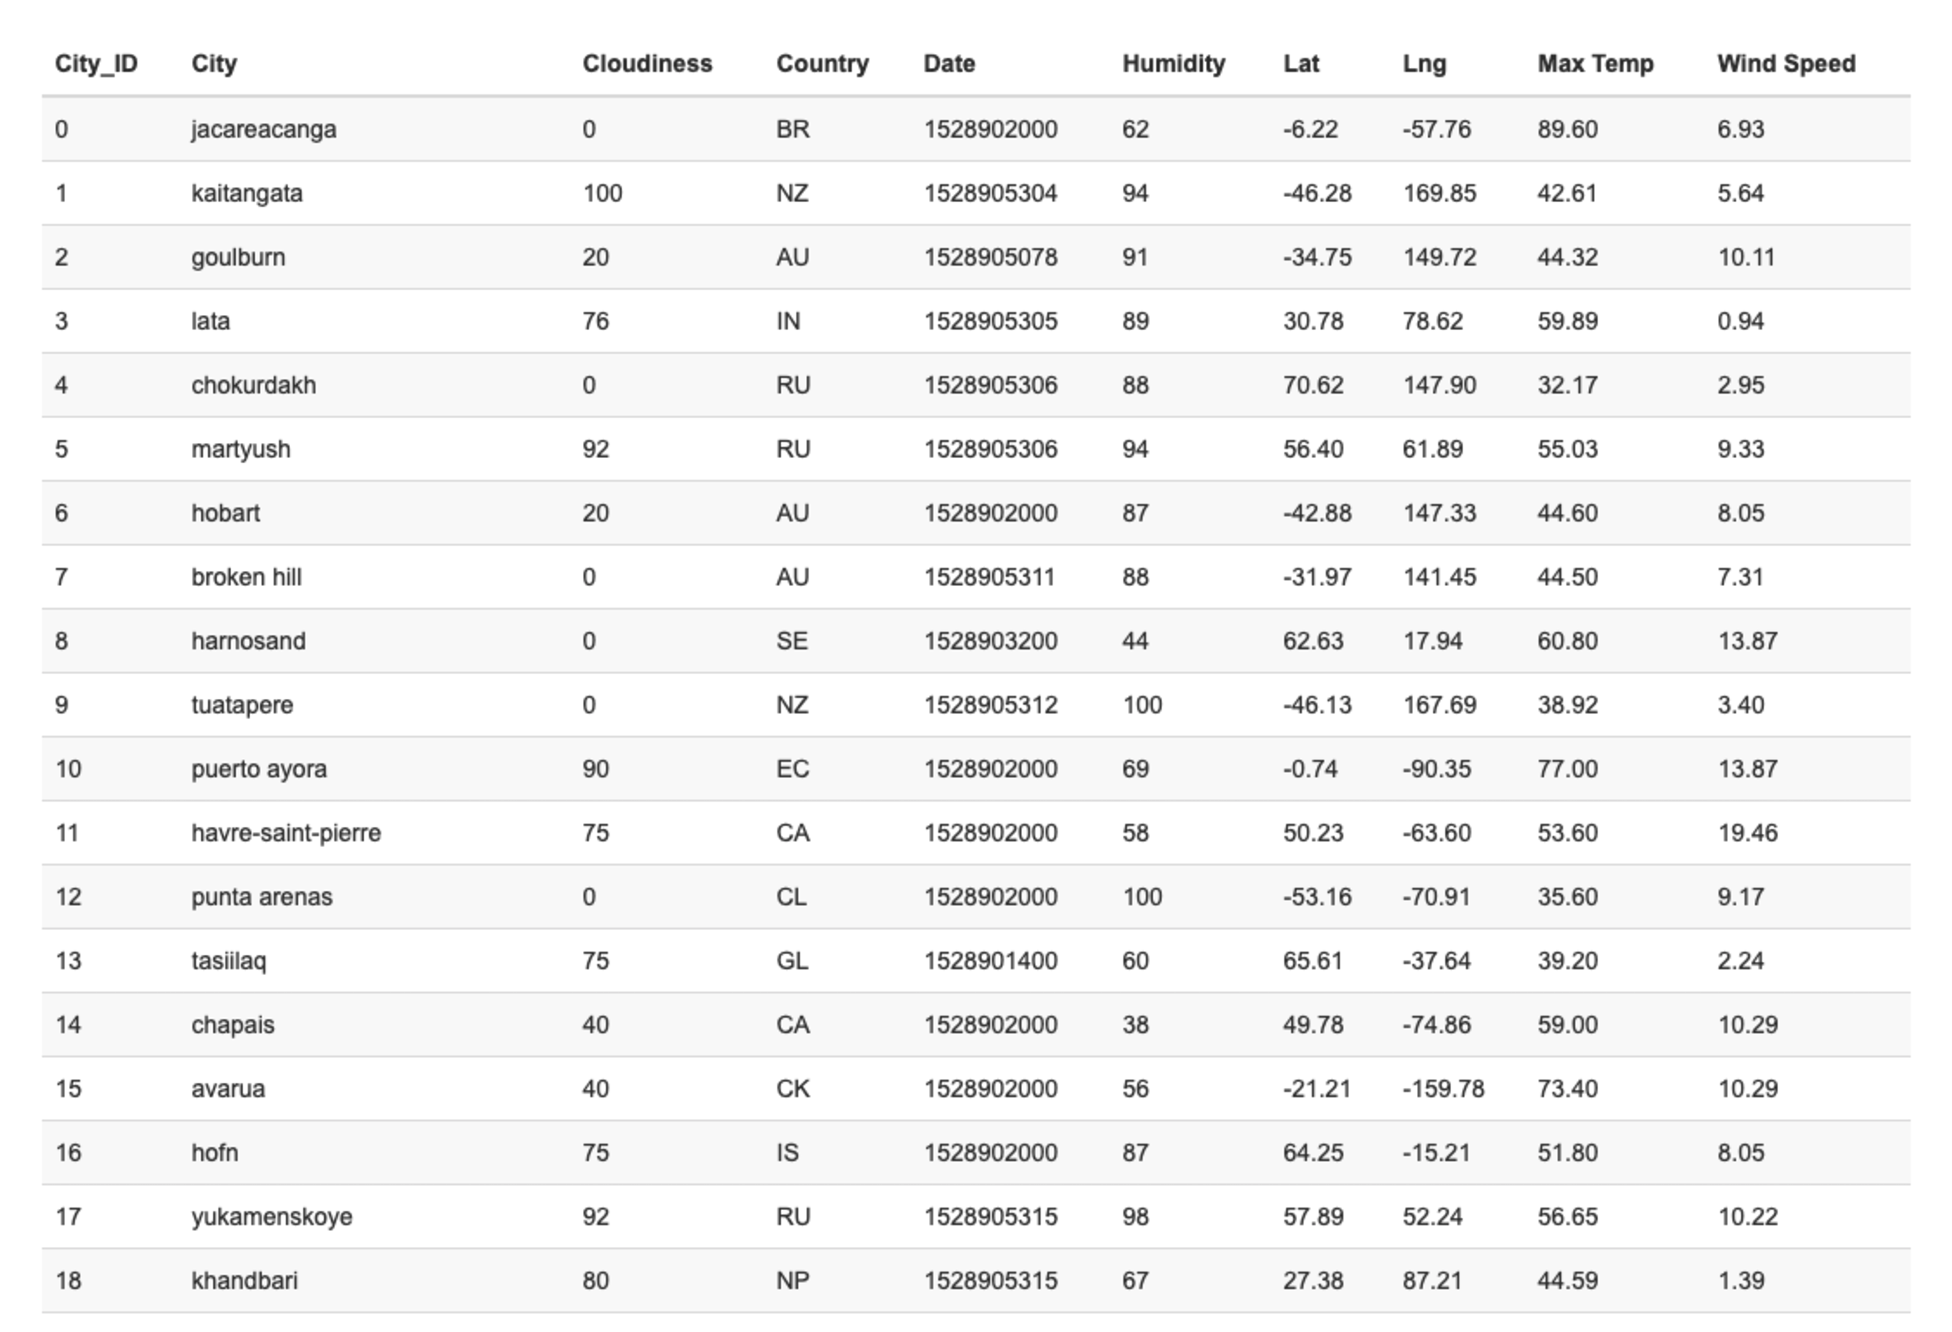 City_ID City Cloudiness Country Date Humidity Lat Lng Max Temp Wind Speed
0 jacareacanga 0 BR 1528902000 62 -6.22 -57.76 89.60 6.93
1 kaitangata 100 NZ 1528905304 94 -46.28 169.85 42.61 5.64
2 goulburn 20 AU 1528905078 91 -34.75 149.72 44.32 10.11
3 lata 76 IN 1528905305 89 30.78 78.62 59.89 0.94
4 chokurdakh 0 RU 1528905306 88 70.62 147.90 32.17 2.95
5 martyush 92 RU 1528905306 94 56.40 61.89 55.03 9.33
6 hobart 20 AU 1528902000 87 -42.88 147.33 44.60 8.05
7 broken hill 0 AU 1528905311 88 -31.97 141.45 44.50 7.31
8 harnosand 0 SE 1528903200 44 62.63 17.94 60.80 13.87
9 tuatapere 0 NZ 1528905312 100 -46.13 167.69 38.92 3.40
10 puerto ayora 90 EC 1528902000 69 -0.74 -90.35 77.00 13.87
11 havre-saint-pierre 75 CA 1528902000 58 50.23 -63.60 53.60 19.46
12 punta arenas 0 CL 1528902000 100 -53.16 -70.91 35.60 9.17
13 tasiilaq 75 GL 1528901400 60 65.61 -37.64 39.20 2.24
14 chapais 40 CA 1528902000 38 49.78 -74.86 59.00 10.29
15 avarua 40 CK 1528902000 56 -21.21 -159.78 73.40 10.29
16 hofn 75 IS 1528902000 87 64.25 -15.21 51.80 8.05
17 yukamenskoye 92 RU 1528905315 98 57.89 52.24 56.65 10.22
18 khandbari 80 NP 1528905315 67 27.38 87.21 44.59 1.39